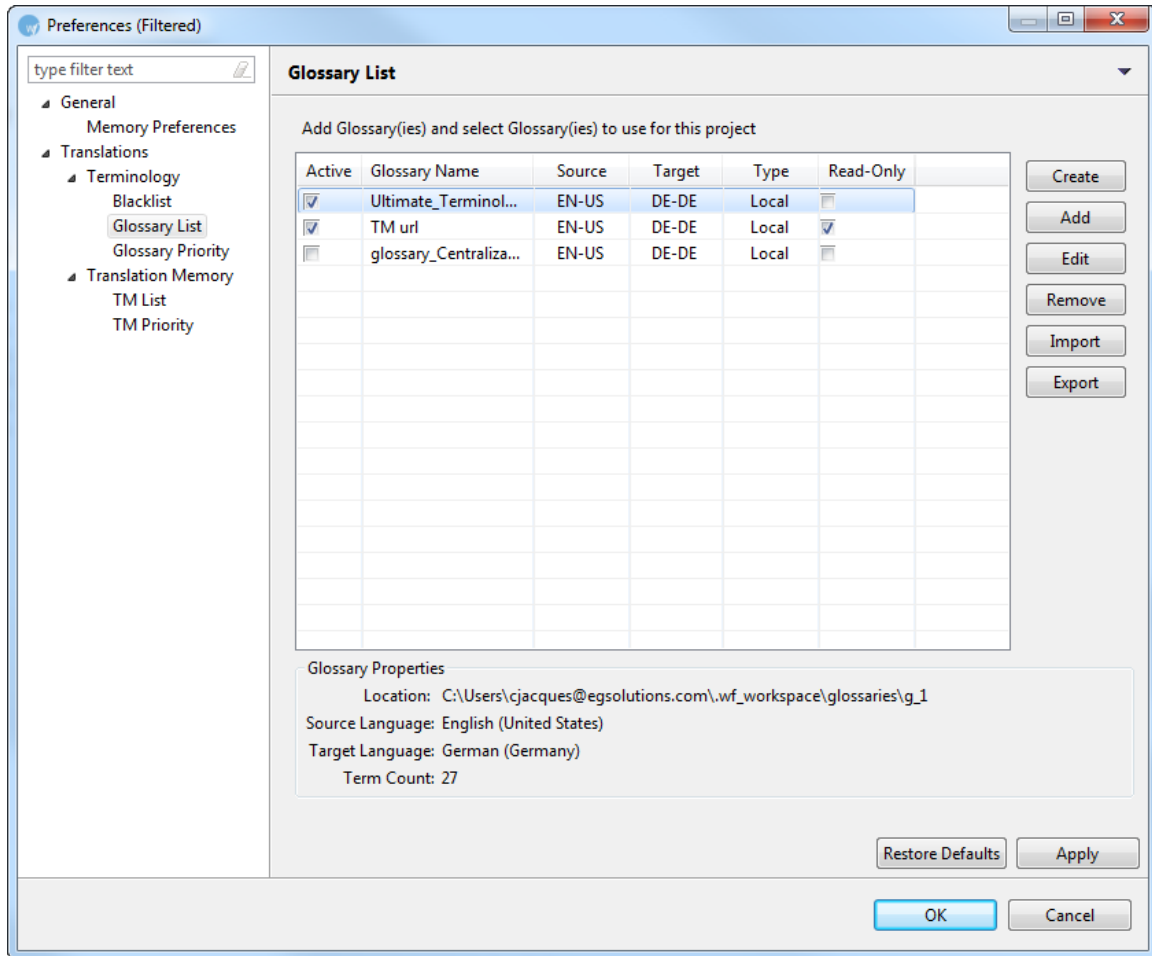 Preferences (Filtered)
type filter text
General
Memory Preferences
Translations
Terminology
Blacklist
Glossary List
Glossary Priority
Translation Memory
TM List
TM Priority
Glossary List
Add Glossary(ies) and select Glossary(ies) to use for this project
Active Glossary Name Source Target Type Read-Only
Ultimate_Terminol... EN-US DE-DE Local
TM url EN-US DE-DE Local
glossary_Centraliza... EN-US DE-DE Local
Create
Add
Edit
Remove
Import
Export
Glossary Properties
Location: C:\Users\cjacques@egsolutions.com\.wf_workspace\glossaries\g_1
Source Language: English (United States)
Target Language: German (Germany)
Term Count: 27
Restore Defaults Apply
OK Cancel